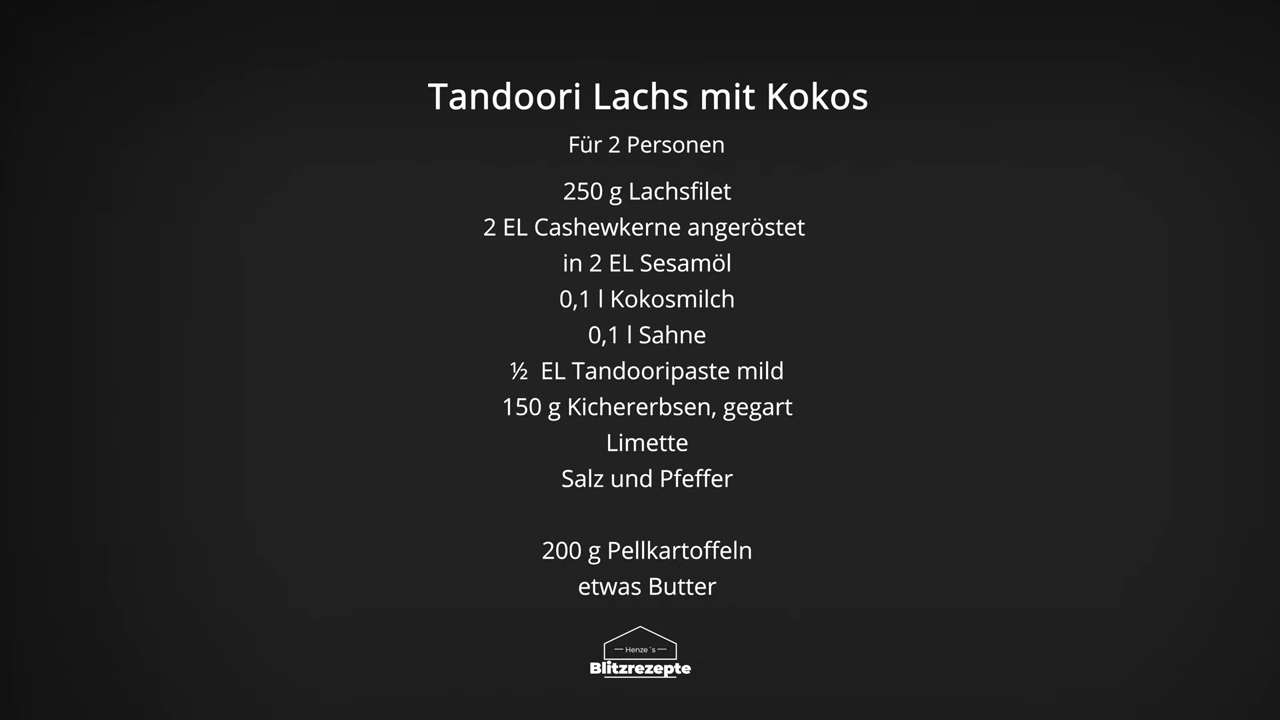 Tandoori Lachs mit Kokos
Für 2 Personen
250 g Lachsfilet
2 EL Cashewkerne angeröstet
in 2 EL Sesamöl
0,1 l Kokosmilch
0,1 l Sahne
½ EL Tandooripaste mild
150 g Kichererbsen, gegart
Limette
Salz und Pfeffer
200 g Pellkartoffeln
etwas Butter
Henze´s
Blitzrezepte